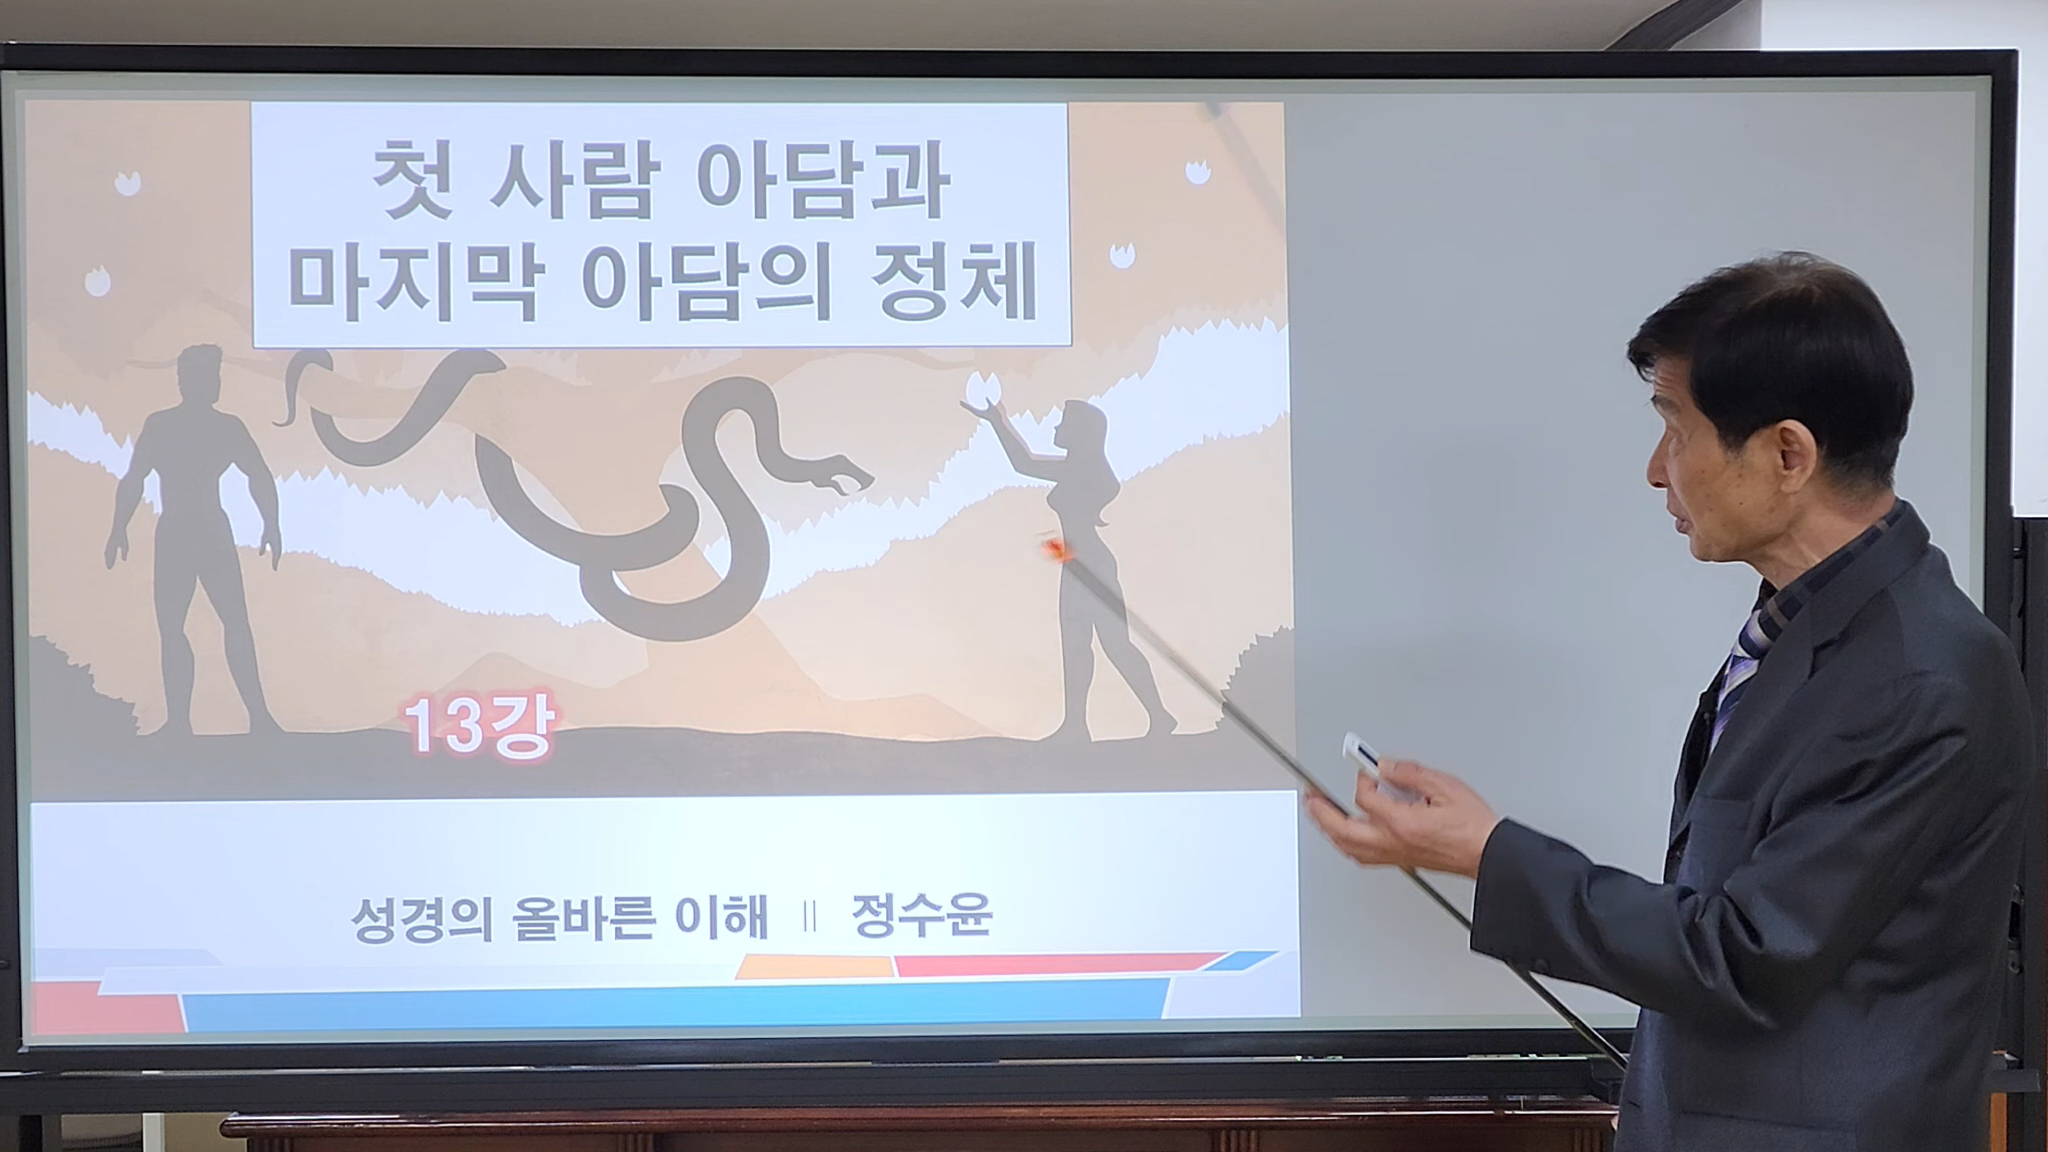 첫 사람 아담과
마지막 아담의 정체
13강
성경의 올바른 이해 || 정수윤